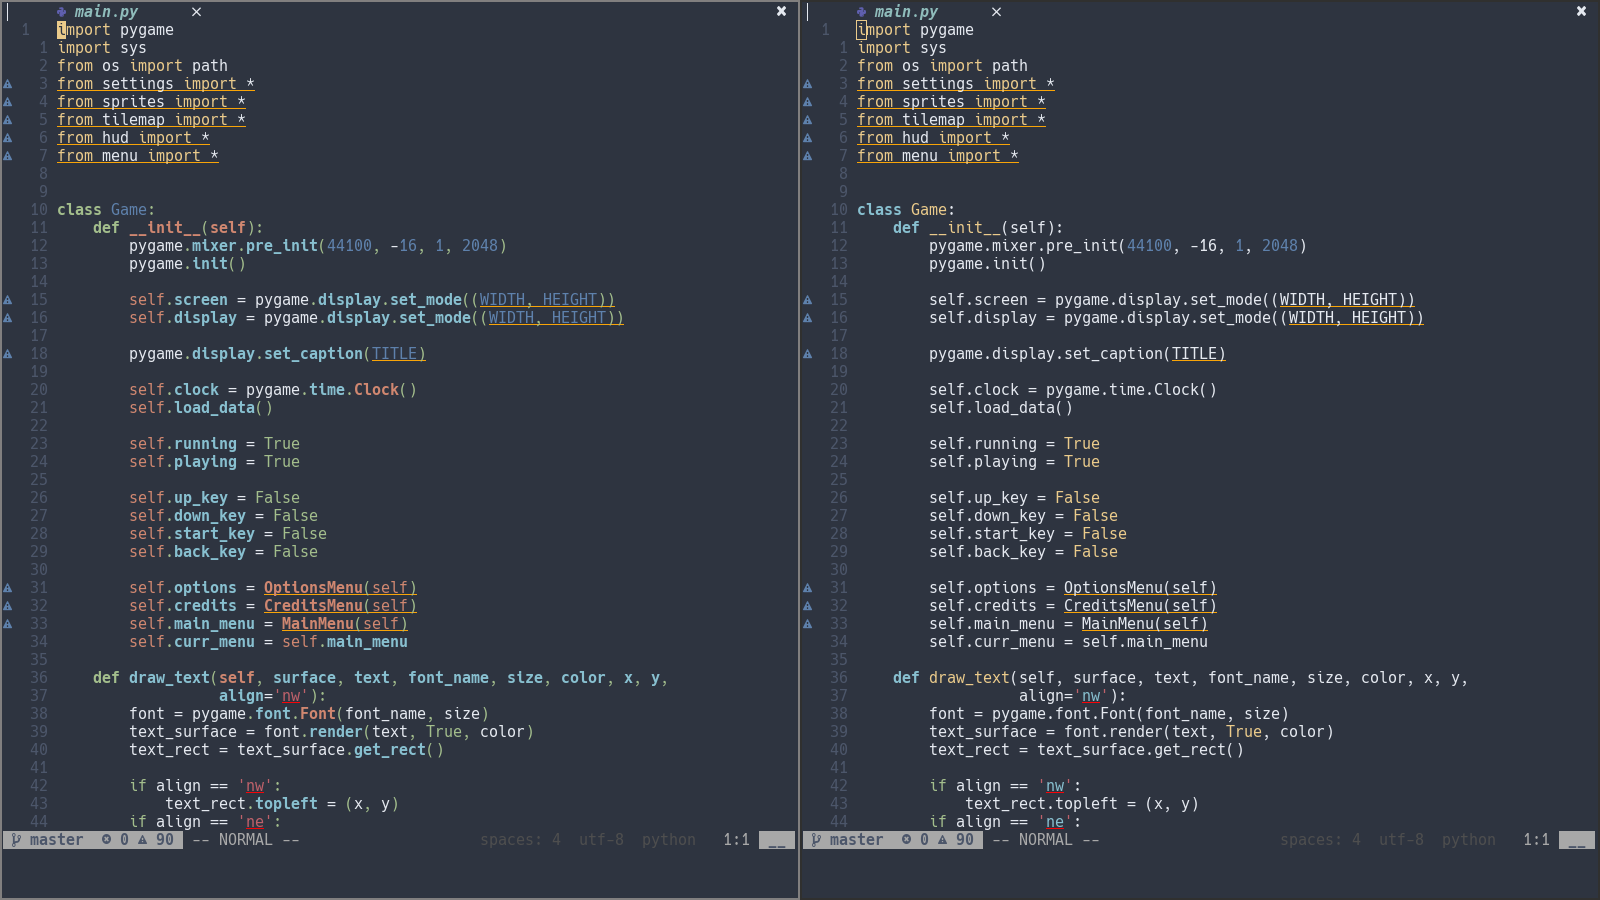 main.py ×  ✖
1 import pygame
1 import sys
2 from os import path
3 from settings import *
4 from sprites import *
5 from tilemap import *
6 from hud import *
7 from menu import *
8
9
10 class Game:
11     def __init__(self):
12         pygame.mixer.pre_init(44100, -16, 1, 2048)
13         pygame.init()
14
15         self.screen = pygame.display.set_mode((WIDTH, HEIGHT))
16         self.display = pygame.display.set_mode((WIDTH, HEIGHT))
17
18         pygame.display.set_caption(TITLE)
19
20         self.clock = pygame.time.Clock()
21         self.load_data()
22
23         self.running = True
24         self.playing = True
25
26         self.up_key = False
27         self.down_key = False
28         self.start_key = False
29         self.back_key = False
30
31         self.options = OptionsMenu(self)
32         self.credits = CreditsMenu(self)
33         self.main_menu = MainMenu(self)
34         self.curr_menu = self.main_menu
35
36     def draw_text(self, surface, text, font_name, size, color, x, y,
37                   align='nw'):
38         font = pygame.font.Font(font_name, size)
39         text_surface = font.render(text, True, color)
40         text_rect = text_surface.get_rect()
41
42         if align == 'nw':
43             text_rect.topleft = (x, y)
44         if align == 'ne':
master  0  90  -- NORMAL --  spaces: 4  utf-8  python  1:1  __
main.py ×  ✖
1 import pygame
1 import sys
2 from os import path
3 from settings import *
4 from sprites import *
5 from tilemap import *
6 from hud import *
7 from menu import *
8
9
10 class Game:
11     def __init__(self):
12         pygame.mixer.pre_init(44100, -16, 1, 2048)
13         pygame.init()
14
15         self.screen = pygame.display.set_mode((WIDTH, HEIGHT))
16         self.display = pygame.display.set_mode((WIDTH, HEIGHT))
17
18         pygame.display.set_caption(TITLE)
19
20         self.clock = pygame.time.Clock()
21         self.load_data()
22
23         self.running = True
24         self.playing = True
25
26         self.up_key = False
27         self.down_key = False
28         self.start_key = False
29         self.back_key = False
30
31         self.options = OptionsMenu(self)
32         self.credits = CreditsMenu(self)
33         self.main_menu = MainMenu(self)
34         self.curr_menu = self.main_menu
35
36     def draw_text(self, surface, text, font_name, size, color, x, y,
37                   align='nw'):
38         font = pygame.font.Font(font_name, size)
39         text_surface = font.render(text, True, color)
40         text_rect = text_surface.get_rect()
41
42         if align == 'nw':
43             text_rect.topleft = (x, y)
44         if align == 'ne':
master  0  90  -- NORMAL --  spaces: 4  utf-8  python  1:1  __